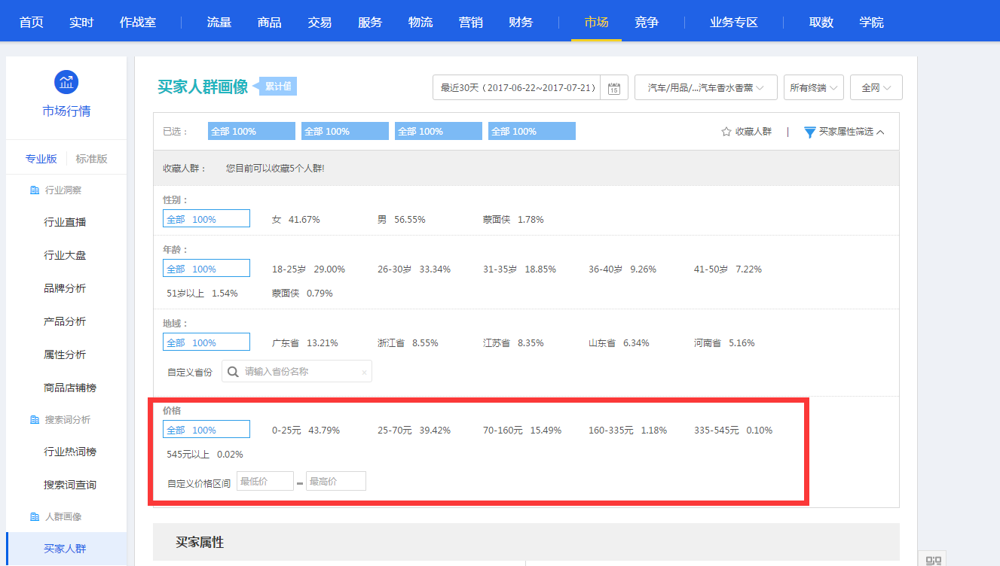 首页 实时 作战室 流量 商品 交易 服务 物流 营销 财务 市场 竞争 业务专区 取数 学院
市场行情
专业版 标准版
行业洞察
行业直播
行业大盘
品牌分析
产品分析
属性分析
商品店铺榜
搜索词分析
行业热词榜
搜索词查询
人群画像
买家人群
买家人群画像 累计值 最近30天（2017-06-22~2017-07-21） 15 汽车/用品/...汽车香水香薰 所有终端 全网
已选： 全部 100% 全部 100% 全部 100% 全部 100% 收藏人群 | 买家属性筛选
收藏人群： 您目前可以收藏5个人群!
性别：
全部 100% 女 41.67% 男 56.55% 蒙面侠 1.78%
年龄：
全部 100% 18-25岁 29.00% 26-30岁 33.34% 31-35岁 18.85% 36-40岁 9.26% 41-50岁 7.22%
51岁以上 1.54% 蒙面侠 0.79%
地域：
全部 100% 广东省 13.21% 浙江省 8.55% 江苏省 8.35% 山东省 6.34% 河南省 5.16%
自定义省份 请输入省份名称 ×
价格
全部 100% 0-25元 43.79% 25-70元 39.42% 70-160元 15.49% 160-335元 1.18% 335-545元 0.10%
545元以上 0.02%
自定义价格区间 最低价 - 最高价
买家属性